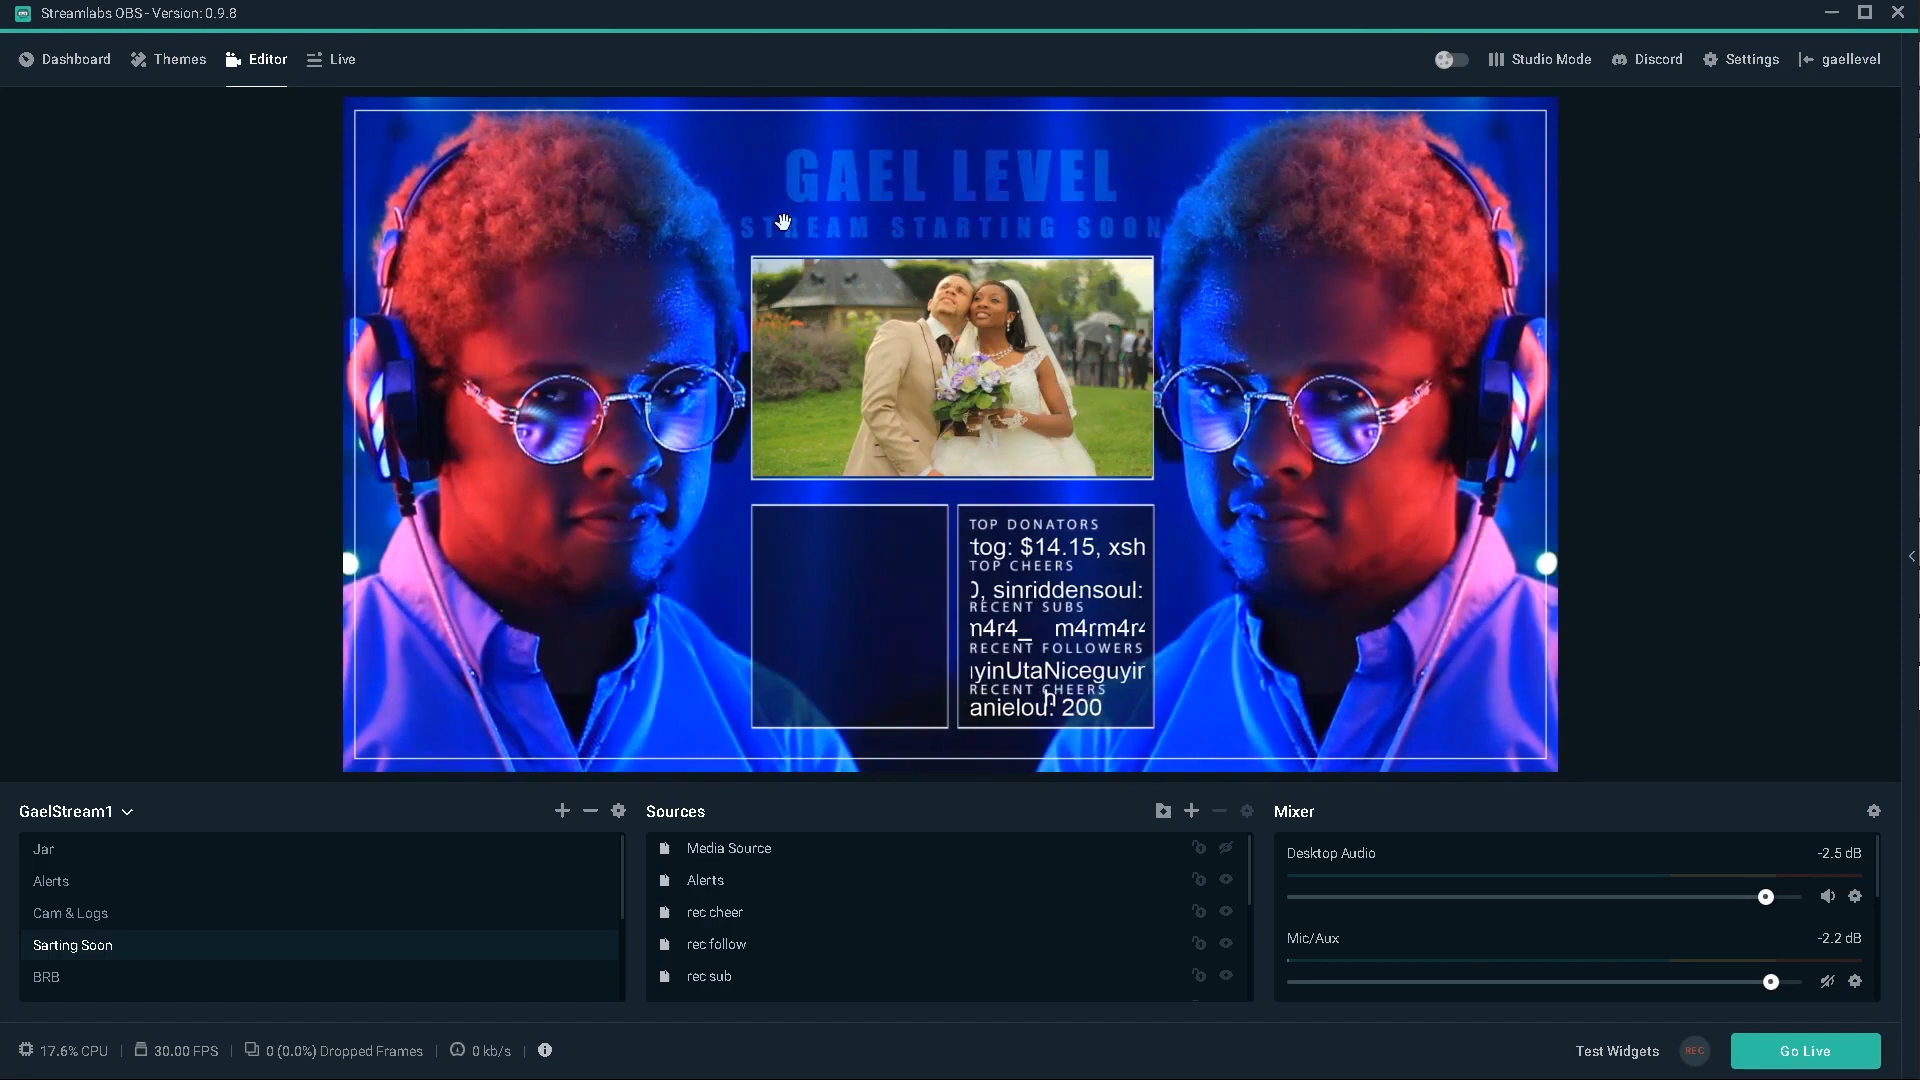 Streamlabs OBS - Version: 0.9.8
Dashboard
Themes
Editor
Live
Studio Mode
Discord
Settings
gaellevel
GAEL LEVEL
STREAM STARTING SOON
TOP DONATORS
tog: $14.15, xsh
TOP CHEERS
0, sinriddensoul:
RECENT SUBS
m4r4_ m4rm4r4
RECENT FOLLOWERS
yinUtaNiceguyin
RECENT CHEERS
h
anielou: 200
GaelStream1
Jar
Alerts
Cam & Logs
Sarting Soon
BRB
Sources
Media Source
Alerts
rec cheer
rec follow
rec sub
Mixer
Desktop Audio
-2.5 dB
Mic/Aux
-2.2 dB
17.6% CPU
30.00 FPS
0 (0.0%) Dropped Frames
0 kb/s
Test Widgets
REC
Go Live